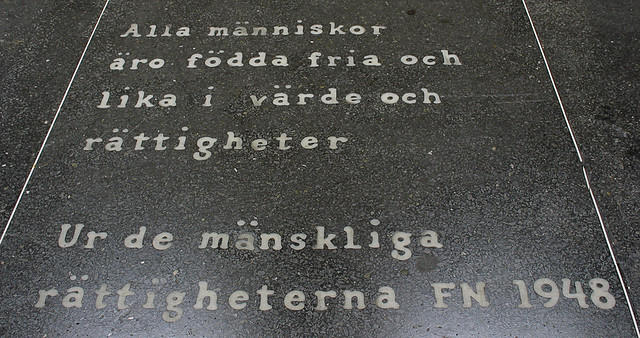 Alla människor
äro födda fria och
lika i värde och
rättigheter
Ur de mänskliga
rättigheterna FN 1948